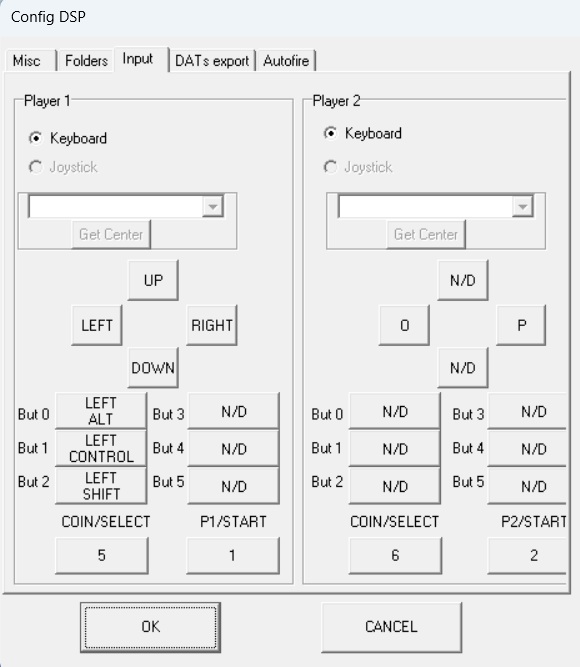 Config DSP
Misc Folders Input DATs export Autofire
Player 1 Player 2
Keyboard Keyboard
Joystick Joystick
Get Center Get Center
UP N/D
LEFT RIGHT O P
DOWN N/D
But 0 LEFT ALT But 3 N/D But 0 N/D But 3 N/D
But 1 LEFT CONTROL But 4 N/D But 1 N/D But 4 N/D
But 2 LEFT SHIFT But 5 N/D But 2 N/D But 5 N/D
COIN/SELECT P1/START COIN/SELECT P2/START
5 1 6 2
OK CANCEL